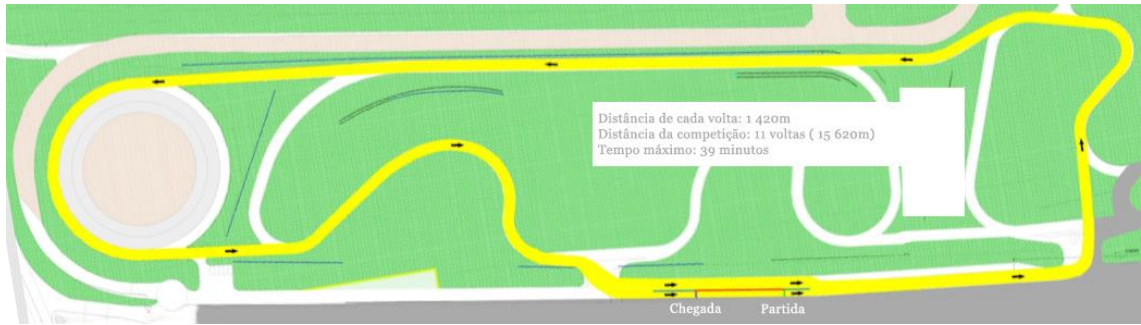 Distância de cada volta: 1 420m
Distância da competição: 11 voltas ( 15 620m)
Tempo máximo: 39 minutos
Chegada
Partida